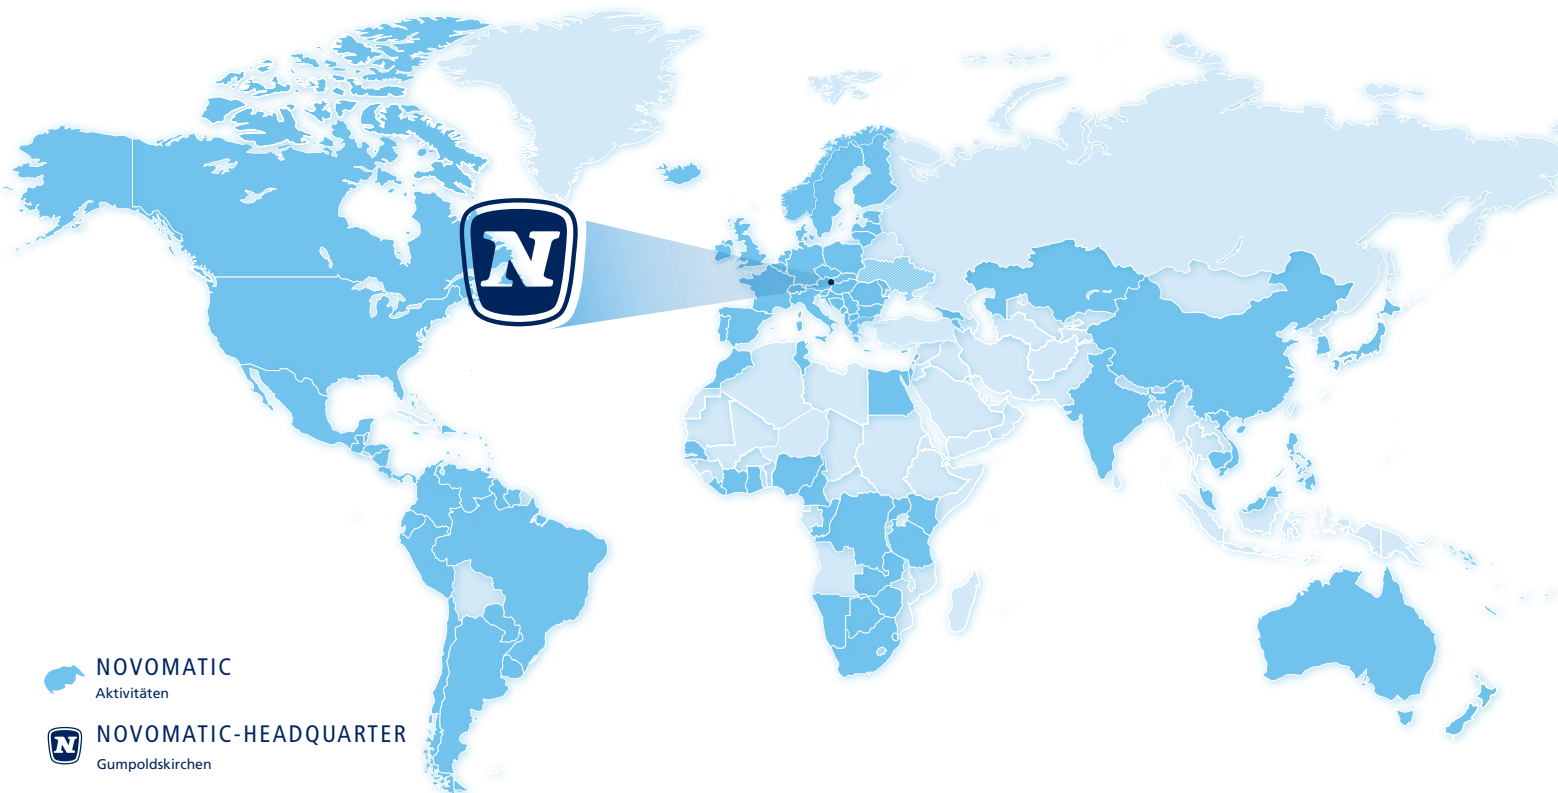 N
NOVOMATIC
Aktivitäten
N
NOVOMATIC-HEADQUARTER
Gumpoldskirchen